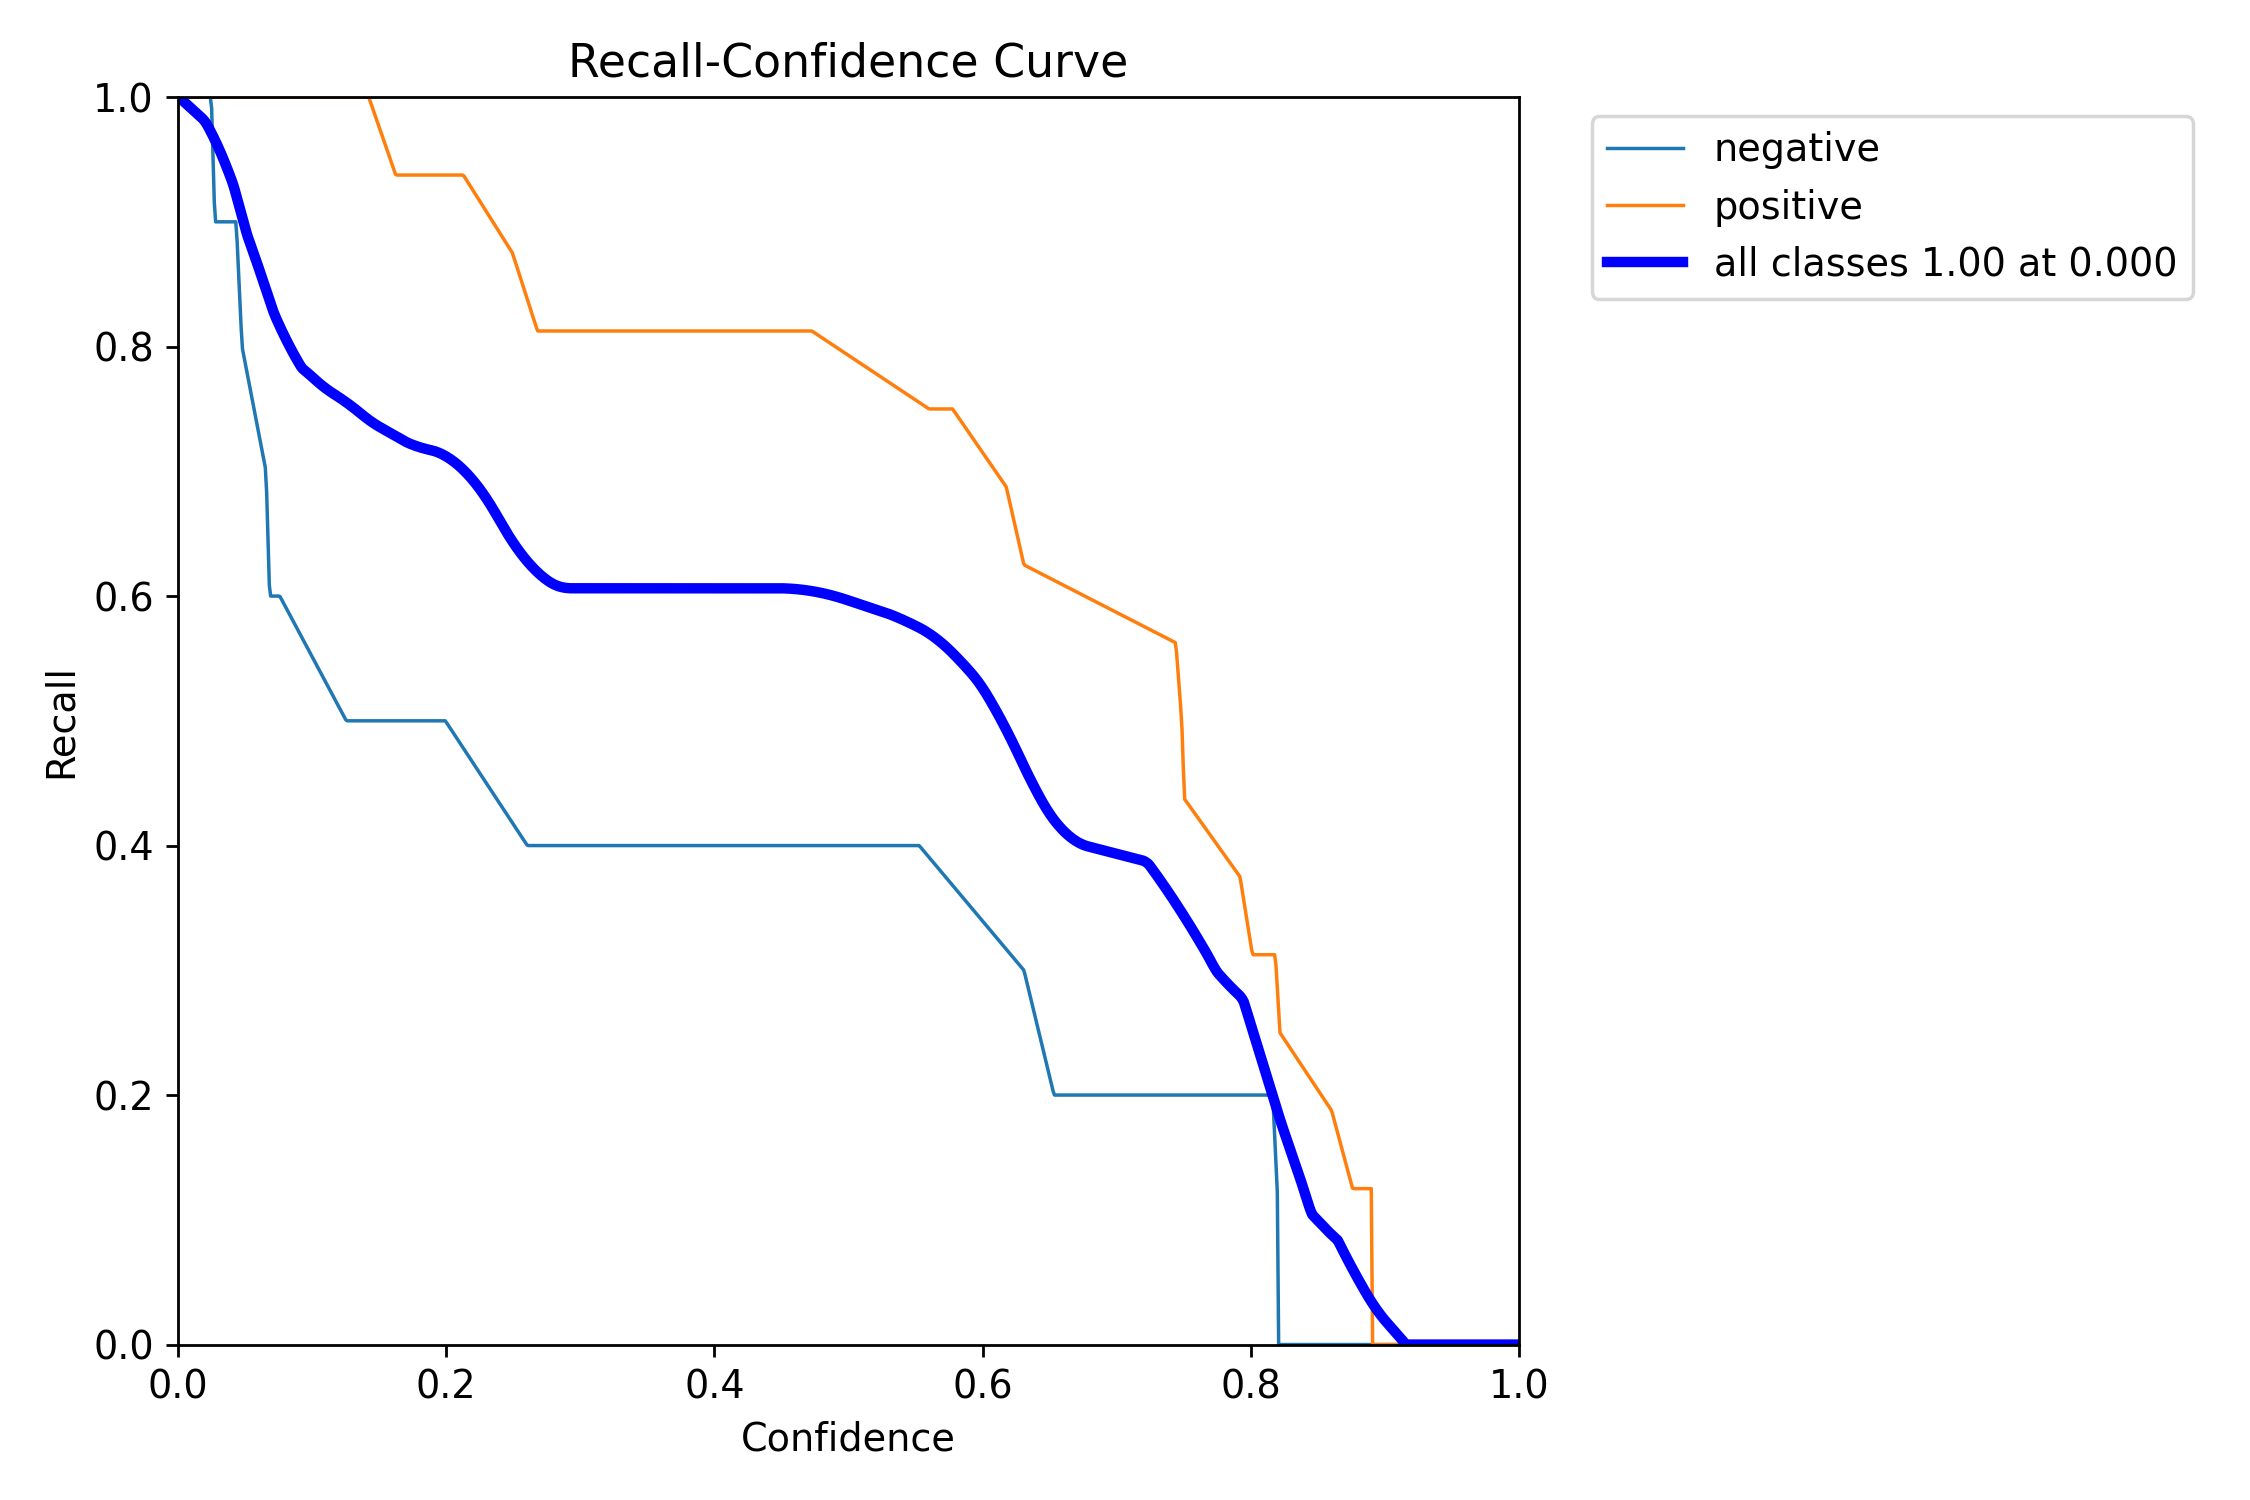 Recall-Confidence Curve
negative
positive
all classes 1.00 at 0.000
1.0
0.8
0.6
0.4
0.2
0.0
Recall
0.0 0.2 0.4 0.6 0.8 1.0
Confidence